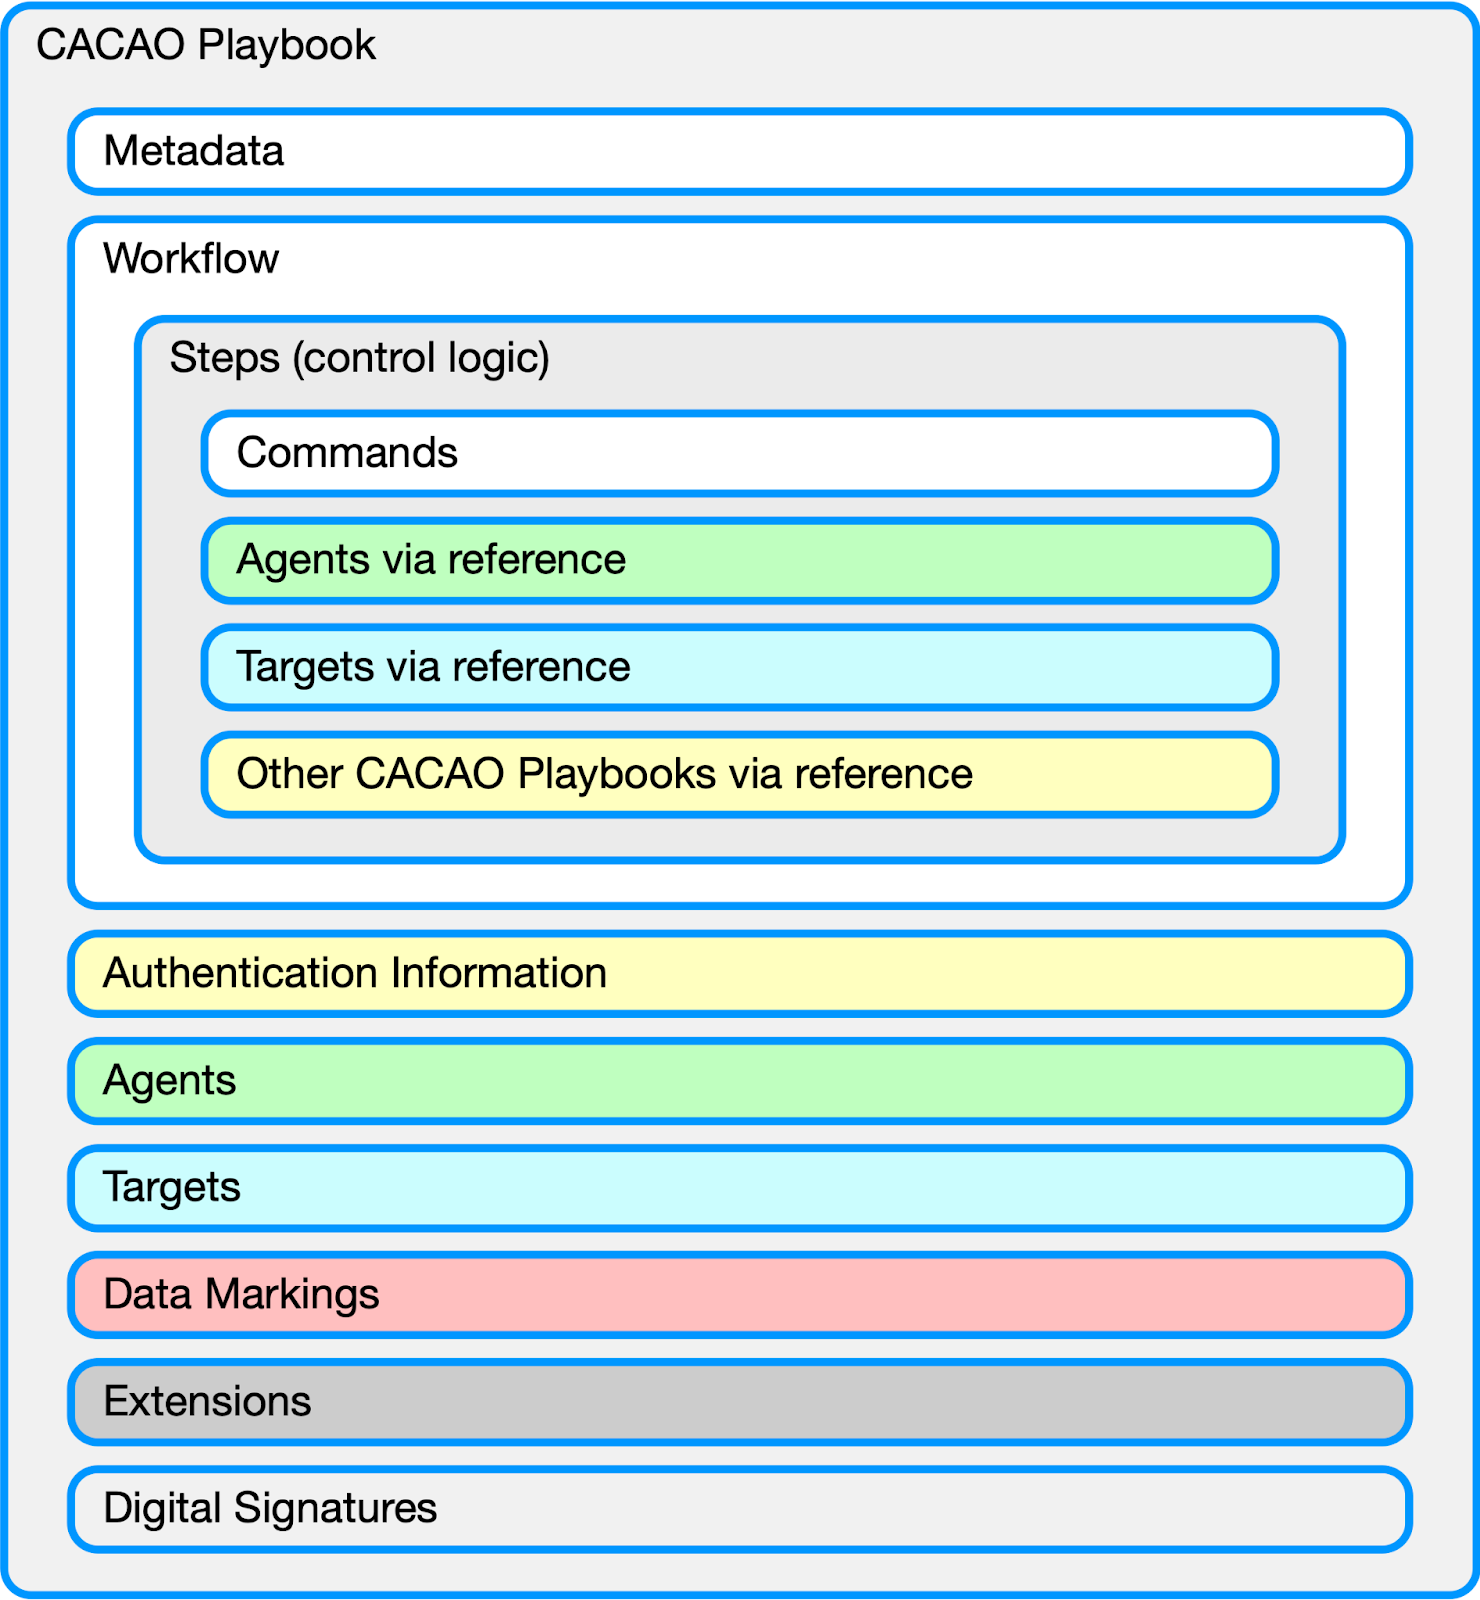 CACAO Playbook
Metadata
Workflow
Steps (control logic)
Commands
Agents via reference
Targets via reference
Other CACAO Playbooks via reference
Authentication Information
Agents
Targets
Data Markings
Extensions
Digital Signatures